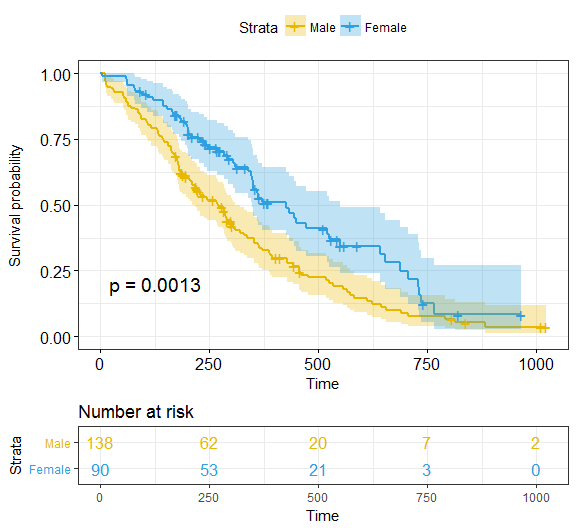 Strata Male Female
Survival probability
1.00
0.75
0.50
0.25
0.00
p = 0.0013
0 250 500 750 1000
Time
Number at risk
Strata
Male 138 62 20 7 2
Female 90 53 21 3 0
0 250 500 750 1000
Time